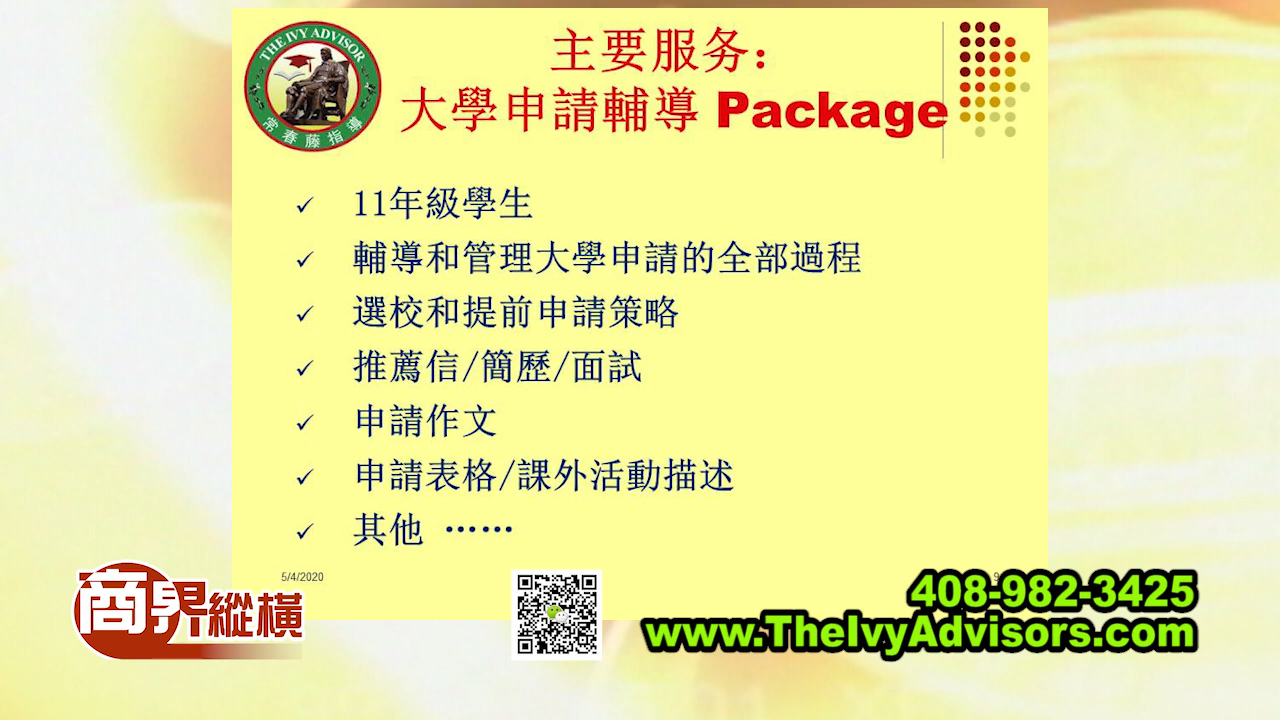 THE IVY ADVISOR
常春藤指導
主要服务：
大學申請輔導 Package
✓ 11年級學生
✓ 輔導和管理大學申請的全部過程
✓ 選校和提前申請策略
✓ 推薦信/簡歷/面試
✓ 申請作文
✓ 申請表格/課外活動描述
✓ 其他 ……
5/4/2020
9
商界縱橫
408-982-3425
www.TheIvyAdvisors.com